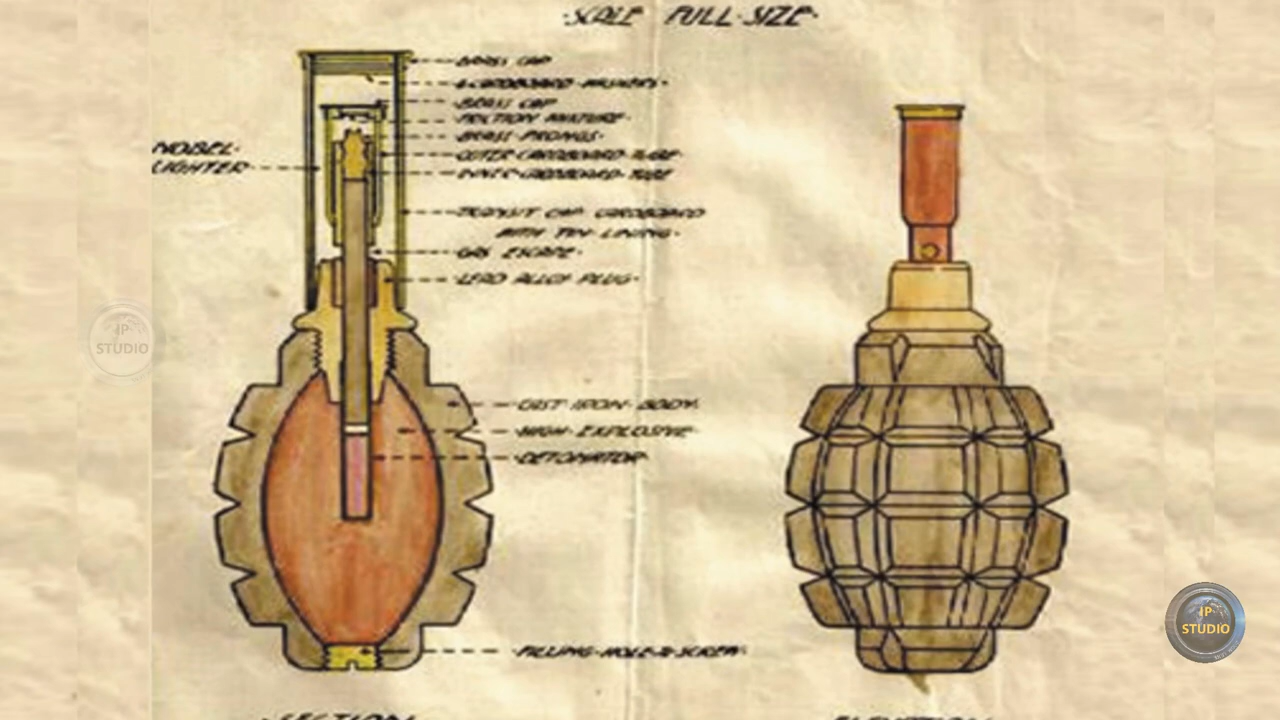 ·SCALE FULL·SIZE·
BRASS CAP
4 CARDBOARD WASHERS·
BRASS CAP
FRICTION MIXTURE·
BRASS·PRONGS·
NOBEL·
LIGHTER
OUTER·CARDBOARD·TUBE
INNER·CARDBOARD·TUBE
TRANSIT CAP CARDBOARD
WITH TIN LINING·
GAS ESCAPE·
LEAD ALLOY PLUG·
CAST IRON BODY·
HIGH·EXPLOSIVE
DETONATOR
FILLING·HOLE·&·SCREW·
SECTION
ELEVATION
JP
STUDIO
JP
STUDIO